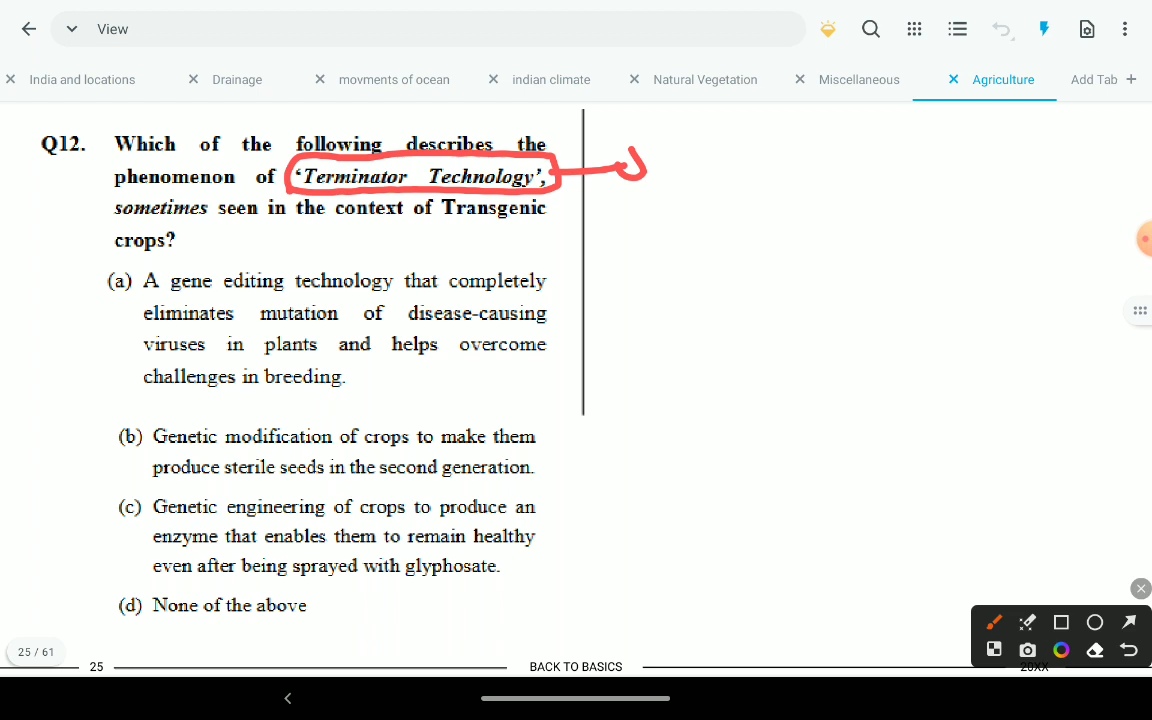 View
India and locations
Drainage
movments of ocean
indian climate
Natural Vegetation
Miscellaneous
Agriculture
Add Tab +
Q12. Which of the following describes the
phenomenon of ‘Terminator Technology’,
sometimes seen in the context of Transgenic
crops?
(a) A gene editing technology that completely
eliminates mutation of disease-causing
viruses in plants and helps overcome
challenges in breeding.
(b) Genetic modification of crops to make them
produce sterile seeds in the second generation.
(c) Genetic engineering of crops to produce an
enzyme that enables them to remain healthy
even after being sprayed with glyphosate.
(d) None of the above
25 / 61
25
BACK TO BASICS
20XX